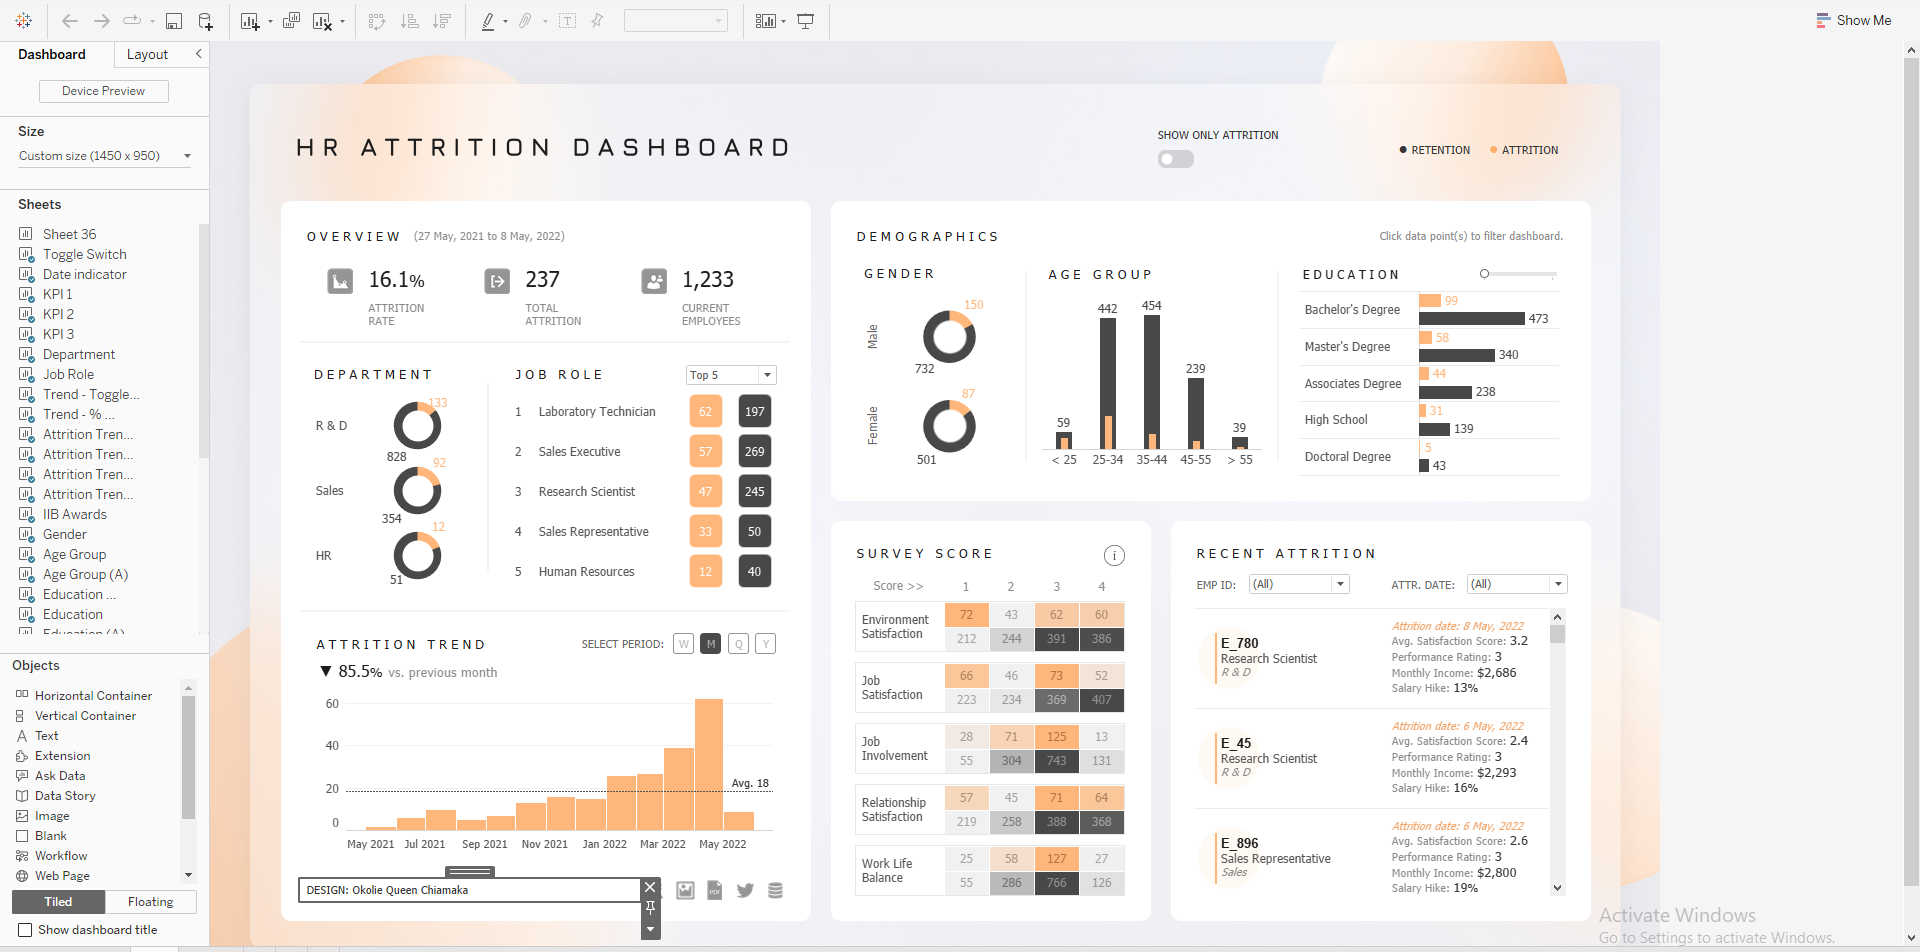 Show Me
Dashboard
Layout
Device Preview
Size
Custom size (1450 x 950)
Sheets
Sheet 36
Toggle Switch
Date indicator
KPI 1
KPI 2
KPI 3
Department
Job Role
Trend - Toggle...
Trend - % ...
Attrition Tren...
Attrition Tren...
Attrition Tren...
Attrition Tren...
IIB Awards
Gender
Age Group
Age Group (A)
Education ...
Education
Education (A)
Objects
Horizontal Container
Vertical Container
Text
Extension
Ask Data
Data Story
Image
Blank
Workflow
Web Page
Tiled
Floating
Show dashboard title
HR ATTRITION DASHBOARD
SHOW ONLY ATTRITION
RETENTION
ATTRITION
OVERVIEW (27 May, 2021 to 8 May, 2022)
16.1%
ATTRITION
RATE
237
TOTAL
ATTRITION
1,233
CURRENT
EMPLOYEES
DEPARTMENT
R & D
133
828
Sales
92
354
HR
12
51
JOB ROLE
Top 5
1 Laboratory Technician 62 197
2 Sales Executive 57 269
3 Research Scientist 47 245
4 Sales Representative 33 50
5 Human Resources 12 40
ATTRITION TREND
SELECT PERIOD: W M Q Y
▼ 85.5% vs. previous month
60
40
20
0
Avg. 18
May 2021 Jul 2021 Sep 2021 Nov 2021 Jan 2022 Mar 2022 May 2022
DESIGN: Okolie Queen Chiamaka
PDF
DEMOGRAPHICS
Click data point(s) to filter dashboard.
GENDER
Male
150
732
Female
87
501
AGE GROUP
59
442
454
239
39
< 25 25-34 35-44 45-55 > 55
EDUCATION
Bachelor's Degree
99
473
Master's Degree
58
340
Associates Degree
44
238
High School
31
139
Doctoral Degree
5
43
SURVEY SCORE
i
Score >> 1 2 3 4
Environment
Satisfaction
72 43 62 60
212 244 391 386
Job
Satisfaction
66 46 73 52
223 234 369 407
Job
Involvement
28 71 125 13
55 304 743 131
Relationship
Satisfaction
57 45 71 64
219 258 388 368
Work Life
Balance
25 58 127 27
55 286 766 126
RECENT ATTRITION
EMP ID: (All)
ATTR. DATE: (All)
E_780
Research Scientist
R & D
Attrition date: 8 May, 2022
Avg. Satisfaction Score: 3.2
Performance Rating: 3
Monthly Income: $2,686
Salary Hike: 13%
E_45
Research Scientist
R & D
Attrition date: 6 May, 2022
Avg. Satisfaction Score: 2.4
Performance Rating: 3
Monthly Income: $2,293
Salary Hike: 16%
E_896
Sales Representative
Sales
Attrition date: 6 May, 2022
Avg. Satisfaction Score: 2.6
Performance Rating: 3
Monthly Income: $2,800
Salary Hike: 19%
Activate Windows
Go to Settings to activate Windows.